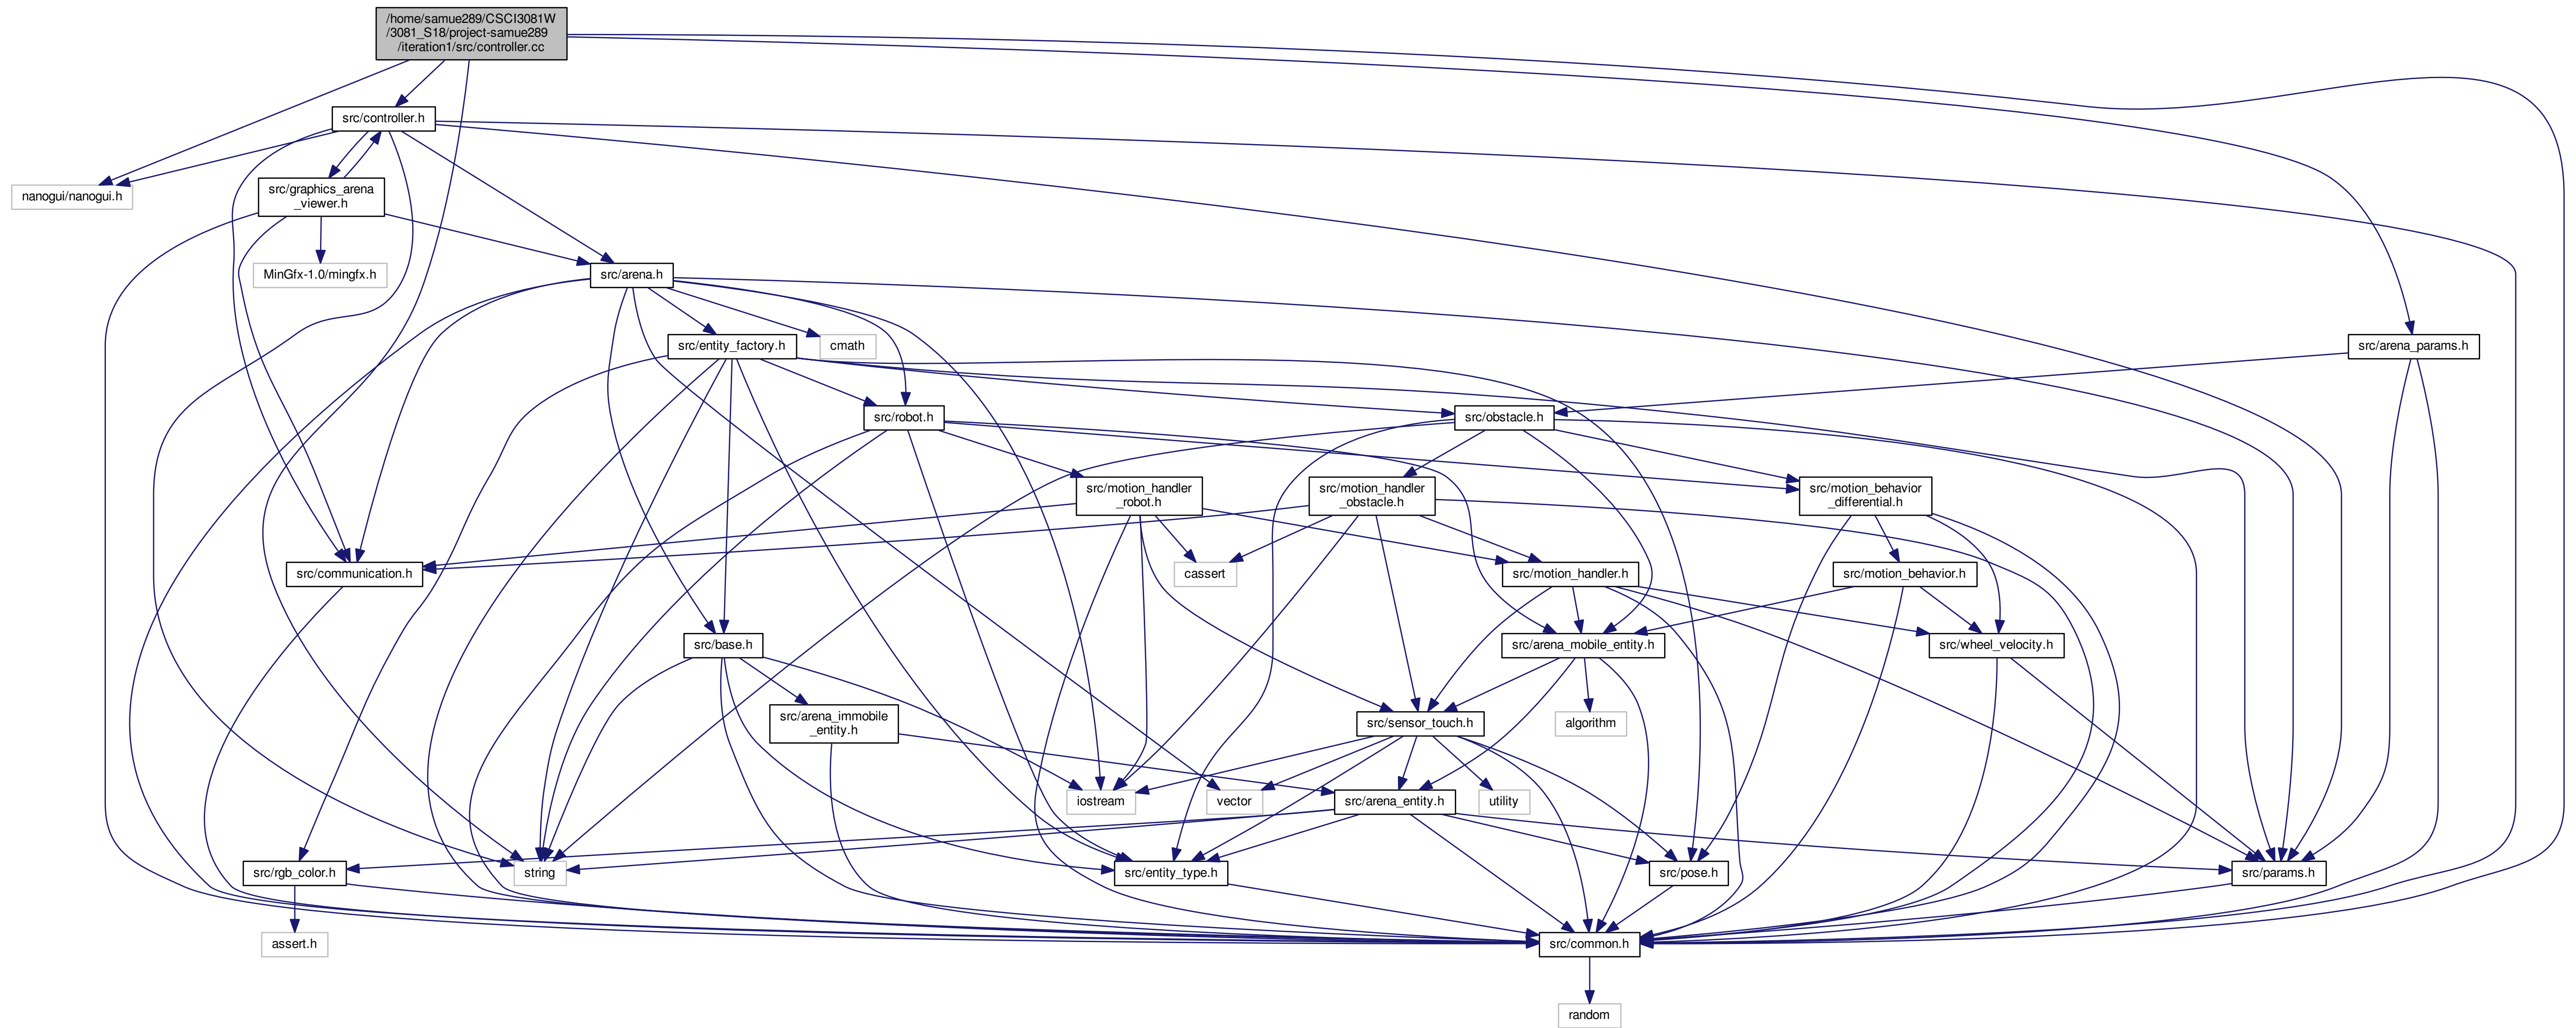 /home/samue289/CSCI3081W
/3081_S18/project-samue289
/iteration1/src/controller.cc
src/controller.h
nanogui/nanogui.h
src/graphics_arena
_viewer.h
MinGfx-1.0/mingfx.h
src/arena.h
src/entity_factory.h
cmath
src/arena_params.h
src/robot.h
src/obstacle.h
src/motion_handler
_robot.h
src/motion_handler
_obstacle.h
src/motion_behavior
_differential.h
src/communication.h
cassert
src/motion_handler.h
src/motion_behavior.h
src/base.h
src/arena_mobile_entity.h
src/wheel_velocity.h
src/arena_immobile
_entity.h
src/sensor_touch.h
algorithm
iostream
vector
src/arena_entity.h
utility
src/rgb_color.h
string
src/entity_type.h
src/pose.h
src/params.h
assert.h
src/common.h
random